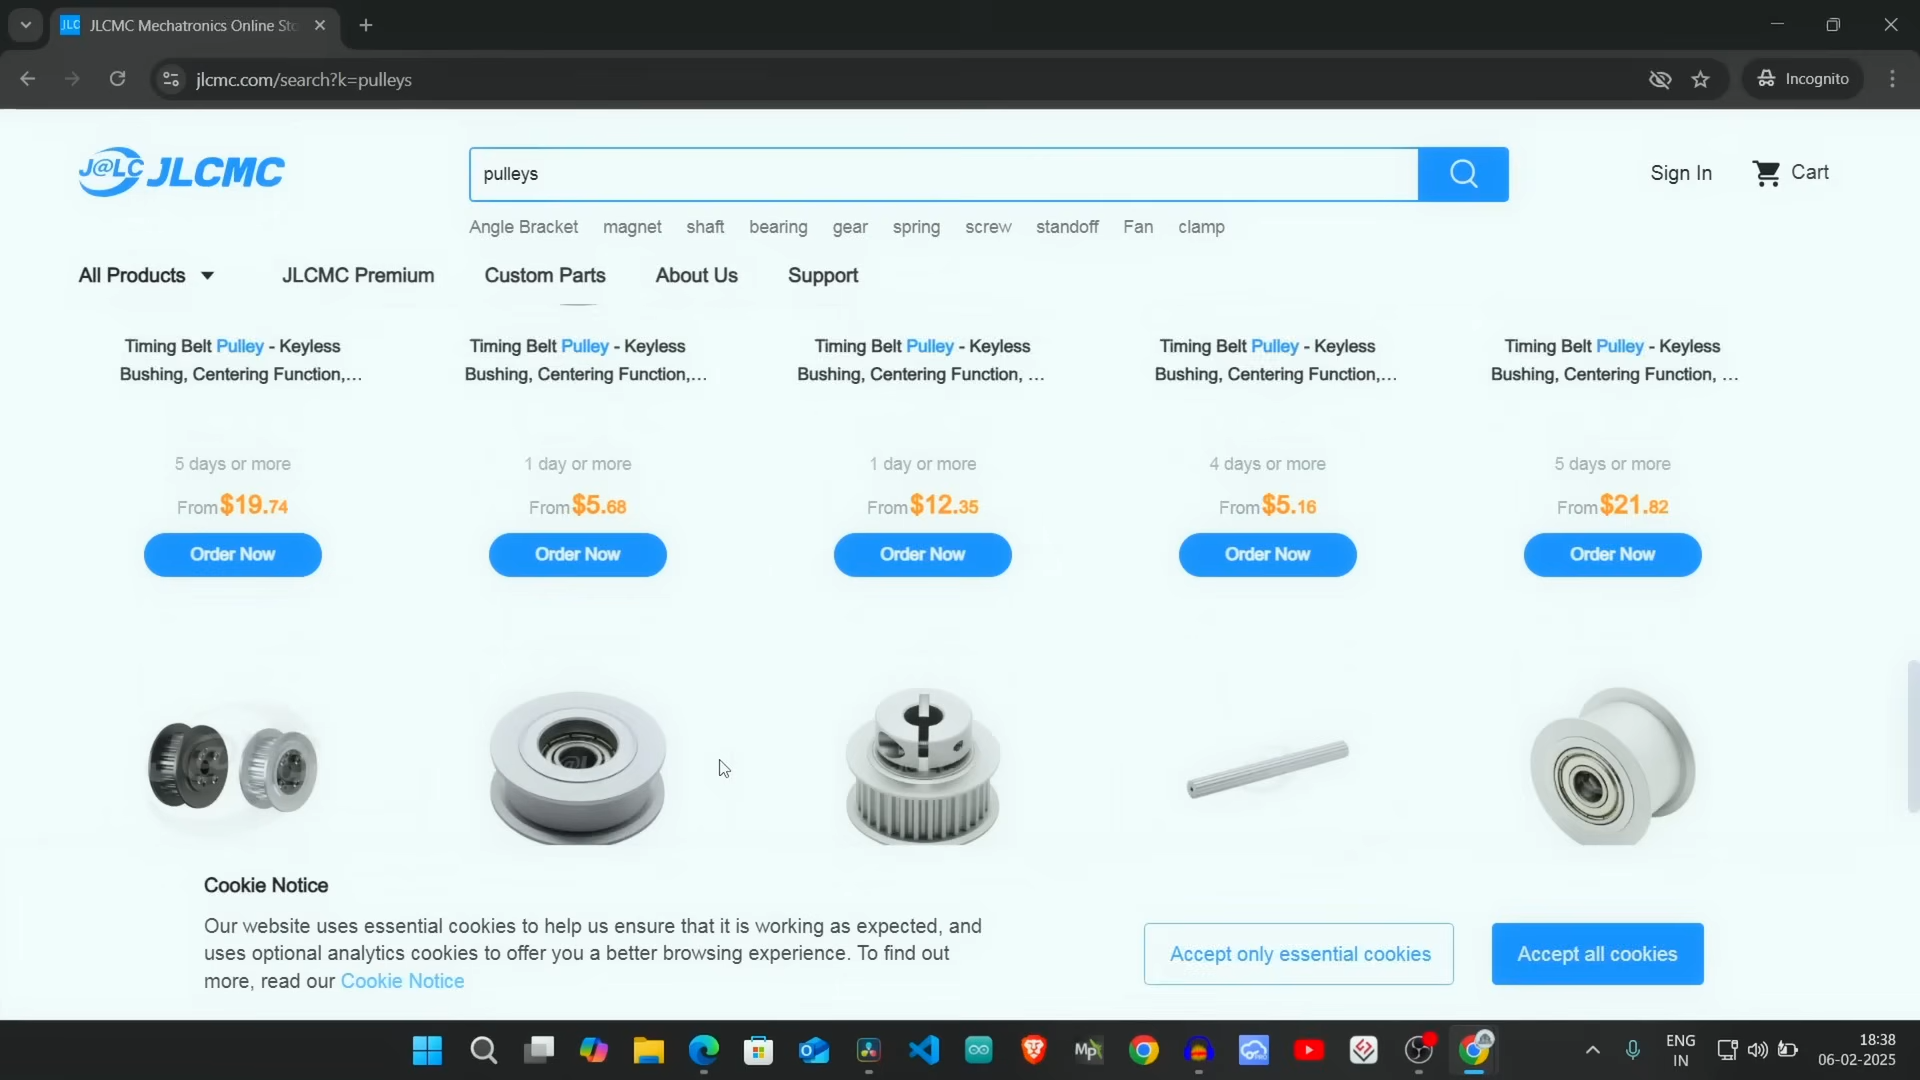 JLC JLCMC Mechatronics Online Sto
jlcmc.com/search?k=pulleys
Incognito
J@LC JLCMC
pulleys
Sign In
Cart
Angle Bracket magnet shaft bearing gear spring screw standoff Fan clamp
All Products JLCMC Premium Custom Parts About Us Support
Timing Belt Pulley - Keyless
Bushing, Centering Function,...
Timing Belt Pulley - Keyless
Bushing, Centering Function,...
Timing Belt Pulley - Keyless
Bushing, Centering Function, ...
Timing Belt Pulley - Keyless
Bushing, Centering Function,...
Timing Belt Pulley - Keyless
Bushing, Centering Function, ...
5 days or more
1 day or more
1 day or more
4 days or more
5 days or more
From $19.74
From $5.68
From $12.35
From $5.16
From $21.82
Order Now
Order Now
Order Now
Order Now
Order Now
Cookie Notice
Our website uses essential cookies to help us ensure that it is working as expected, and
uses optional analytics cookies to offer you a better browsing experience. To find out
more, read our Cookie Notice
Accept only essential cookies
Accept all cookies
ENG
IN
18:38
06-02-2025